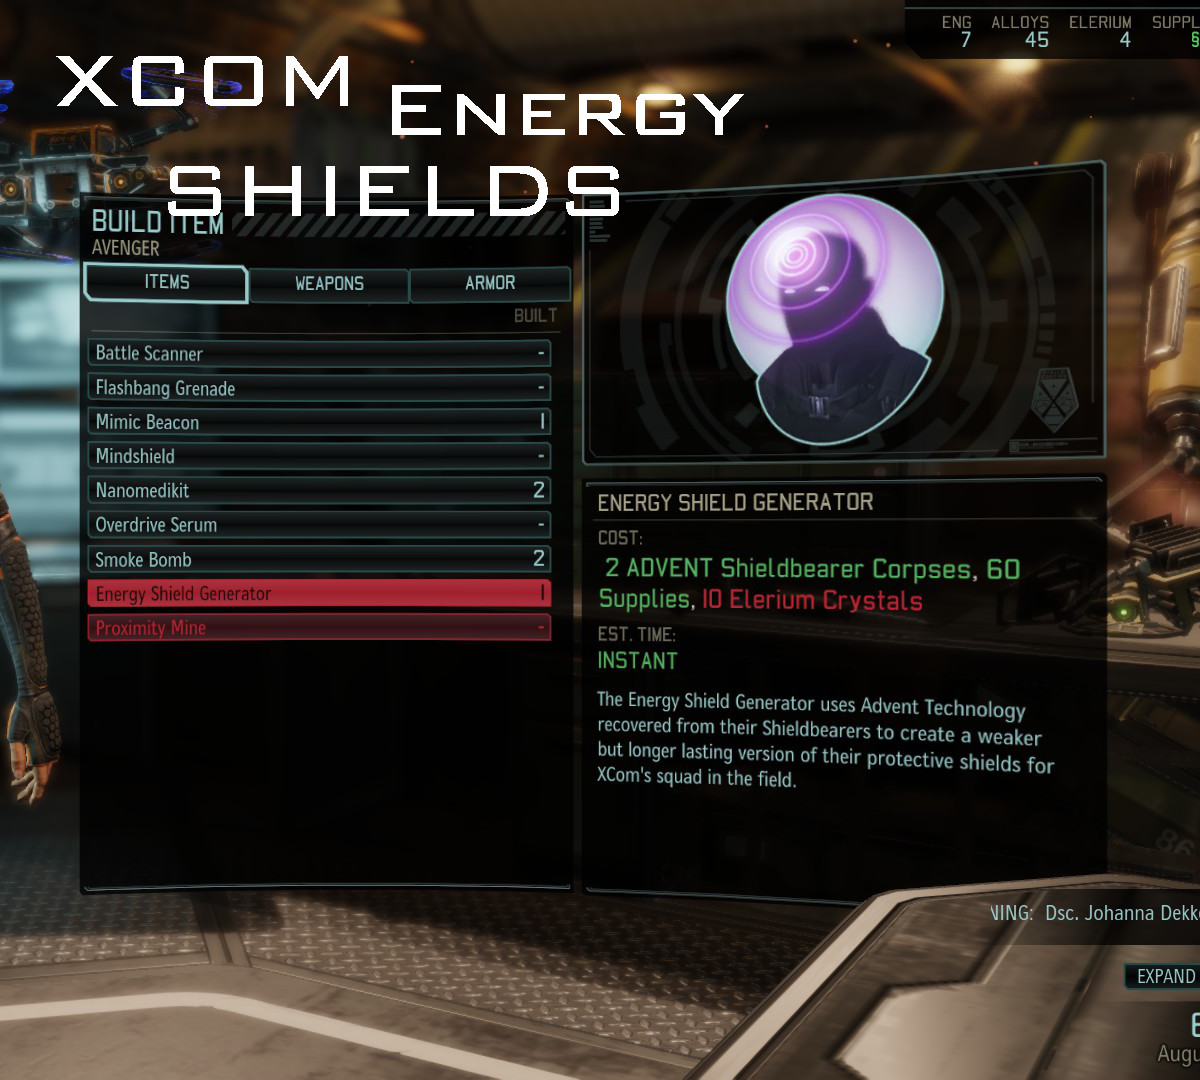 ENG ALLOYS ELERIUM
7 45 4
XCOM ENERGY
SHIELDS
BUILD ITEM
AVENGER
ITEMS WEAPONS ARMOR
BUILT
Battle Scanner -
Flashbang Grenade -
Mimic Beacon 1
Mindshield -
Nanomedikit 2
Overdrive Serum -
Smoke Bomb 2
Energy Shield Generator 1
Proximity Mine -
ENERGY SHIELD GENERATOR
COST:
2 ADVENT Shieldbearer Corpses, 60
Supplies, 10 Elerium Crystals
EST. TIME:
INSTANT
The Energy Shield Generator uses Advent Technology
recovered from their Shieldbearers to create a weaker
but longer lasting version of their protective shields for
XCom's squad in the field.
86
Dsc. Johanna
EXPAND